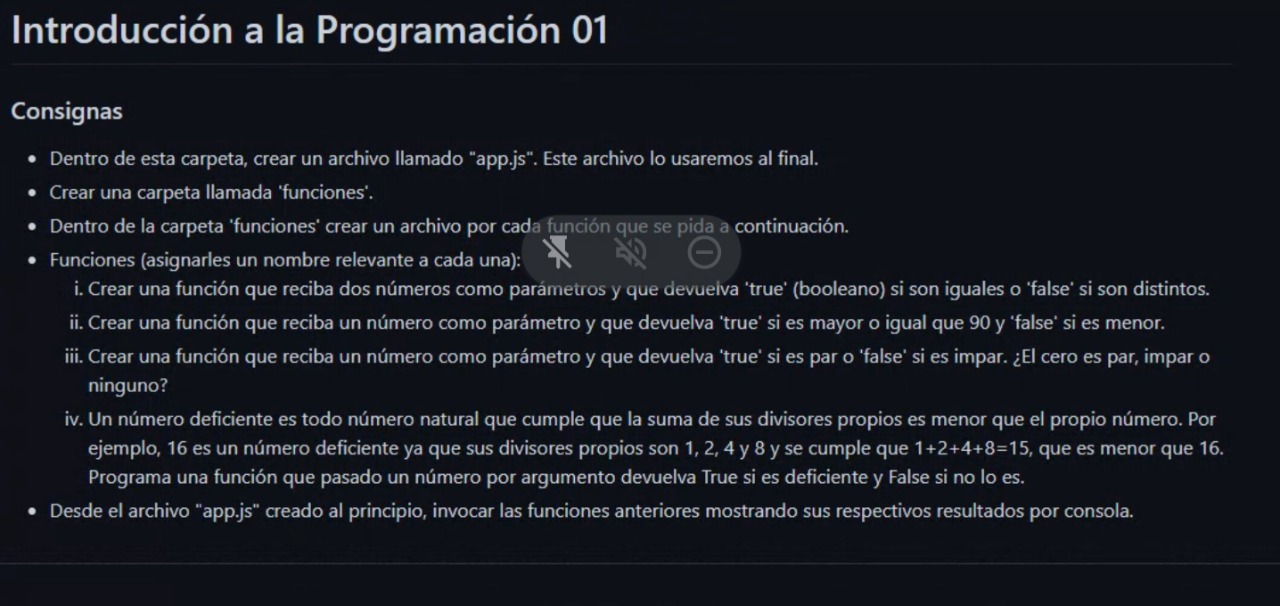 Introducción a la Programación 01
Consignas
• Dentro de esta carpeta, crear un archivo llamado "app.js". Este archivo lo usaremos al final.
• Crear una carpeta llamada 'funciones'.
• Dentro de la carpeta 'funciones' crear un archivo por cada función que se pida a continuación.
• Funciones (asignarles un nombre relevante a cada una):
i. Crear una función que reciba dos números como parámetros y que devuelva 'true' (booleano) si son iguales o 'false' si son distintos.
ii. Crear una función que reciba un número como parámetro y que devuelva 'true' si es mayor o igual que 90 y 'false' si es menor.
iii. Crear una función que reciba un número como parámetro y que devuelva 'true' si es par o 'false' si es impar. ¿El cero es par, impar o
ninguno?
iv. Un número deficiente es todo número natural que cumple que la suma de sus divisores propios es menor que el propio número. Por
ejemplo, 16 es un número deficiente ya que sus divisores propios son 1, 2, 4 y 8 y se cumple que 1+2+4+8=15, que es menor que 16.
Programa una función que pasado un número por argumento devuelva True si es deficiente y False si no lo es.
• Desde el archivo "app.js" creado al principio, invocar las funciones anteriores mostrando sus respectivos resultados por consola.